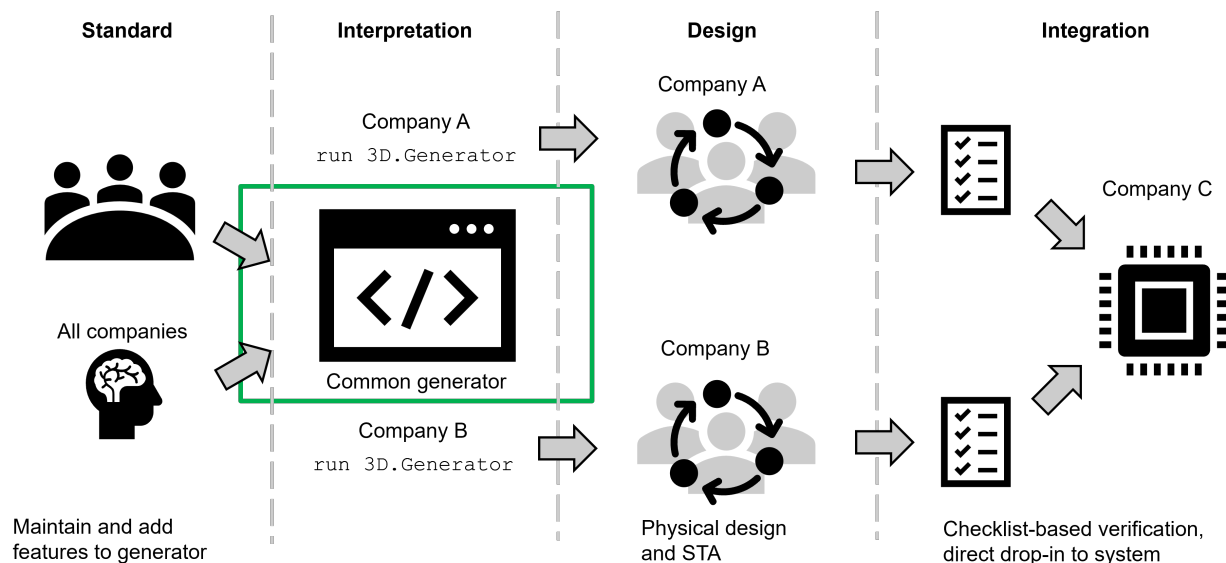 Standard
Interpretation
Design
Integration
Company A
run 3D.Generator
Company A
Company C
All companies
</>
Common generator
Company B
Company B
run 3D.Generator
Maintain and add
features to generator
Physical design
and STA
Checklist-based verification,
direct drop-in to system